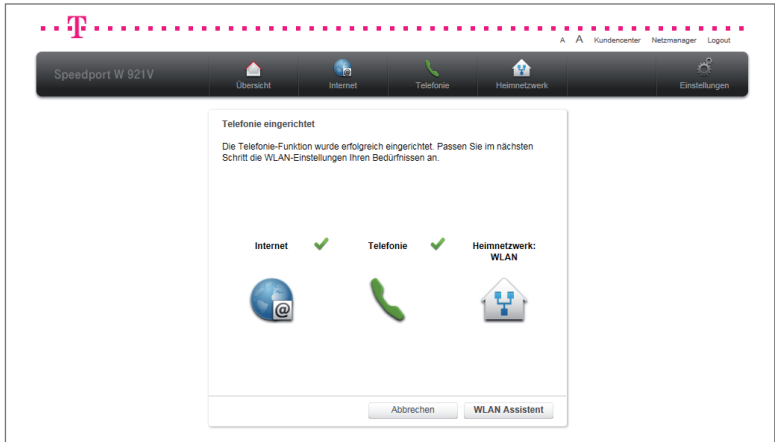 T
A A Kundencenter Netzmanager Logout
Speedport W 921V
Übersicht Internet Telefonie Heimnetzwerk Einstellungen
Telefonie eingerichtet
Die Telefonie-Funktion wurde erfolgreich eingerichtet. Passen Sie im nächsten
Schritt die WLAN-Einstellungen Ihren Bedürfnissen an.
Internet Telefonie Heimnetzwerk:
WLAN
@
Abbrechen WLAN Assistent